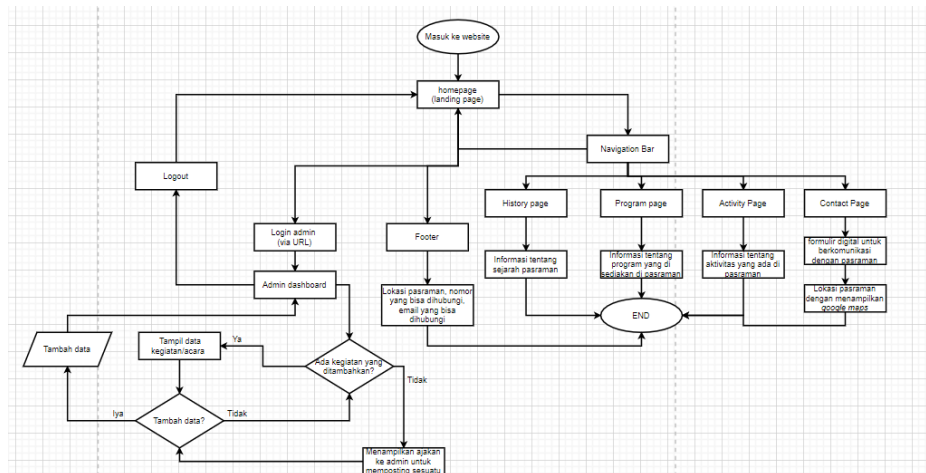 Masuk ke website
homepage
(landing page)
Navigation Bar
Logout
History page
Program page
Activity Page
Contact Page
Login admin
(via URL)
Footer
Informasi tentang
sejarah pasraman
Informasi tentang
program yang di
sediakan di pasraman
Informasi tentang
aktivitas yang ada di
pasraman
formulir digital untuk
berkomunikasi
dengan pasraman
Admin dashboard
Lokasi pasraman, nomor
yang bisa dihubungi,
email yang bisa
dihubungi
Lokasi pasraman
dengan menampilkan
google maps
END
Tambah data
Tampil data
kegiatan/acara
Ya
Ada kegiatan yang
ditambahkan?
Tidak
Iya
Tambah data?
Tidak
Menampilkan ajakan
ke admin untuk
memposting sesuatu